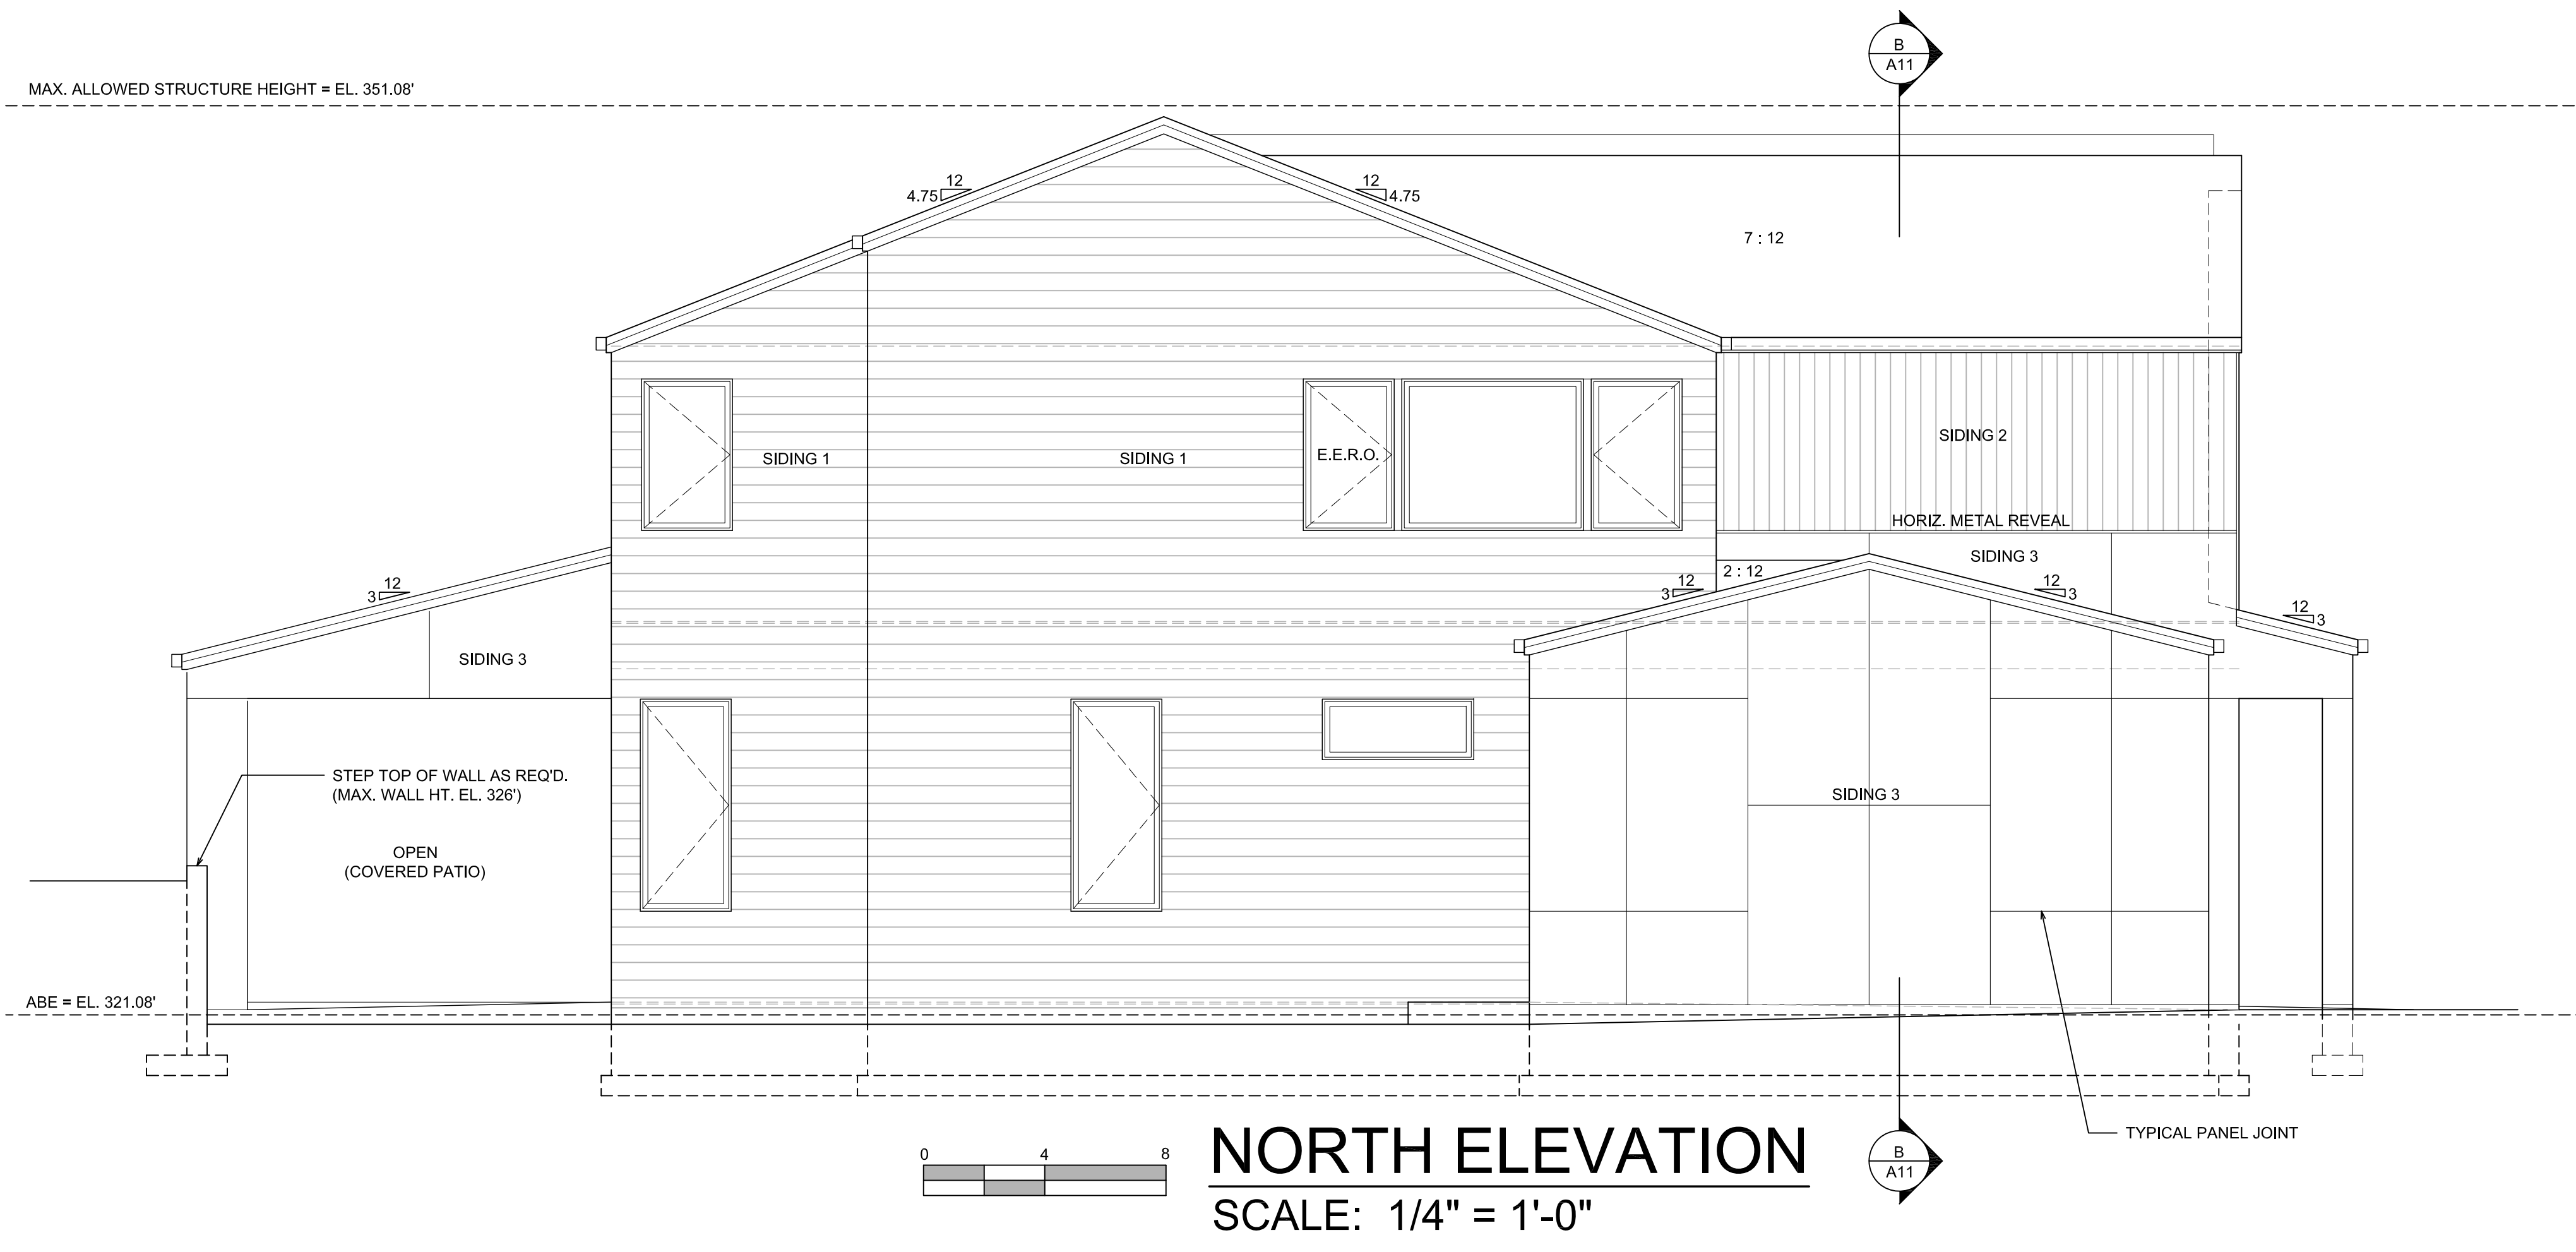 B
A11
MAX. ALLOWED STRUCTURE HEIGHT = EL. 351.08'
12
4.75
12
4.75
7 : 12
SIDING 2
SIDING 1
SIDING 1
E.E.R.O.
HORIZ. METAL REVEAL
SIDING 3
2 : 12
12
3
12
3
12
3
12
3
SIDING 3
STEP TOP OF WALL AS REQ'D.
(MAX. WALL HT. EL. 326')
SIDING 3
OPEN
(COVERED PATIO)
ABE = EL. 321.08'
TYPICAL PANEL JOINT
0 4 8
NORTH ELEVATION
SCALE: 1/4" = 1'-0"
B
A11